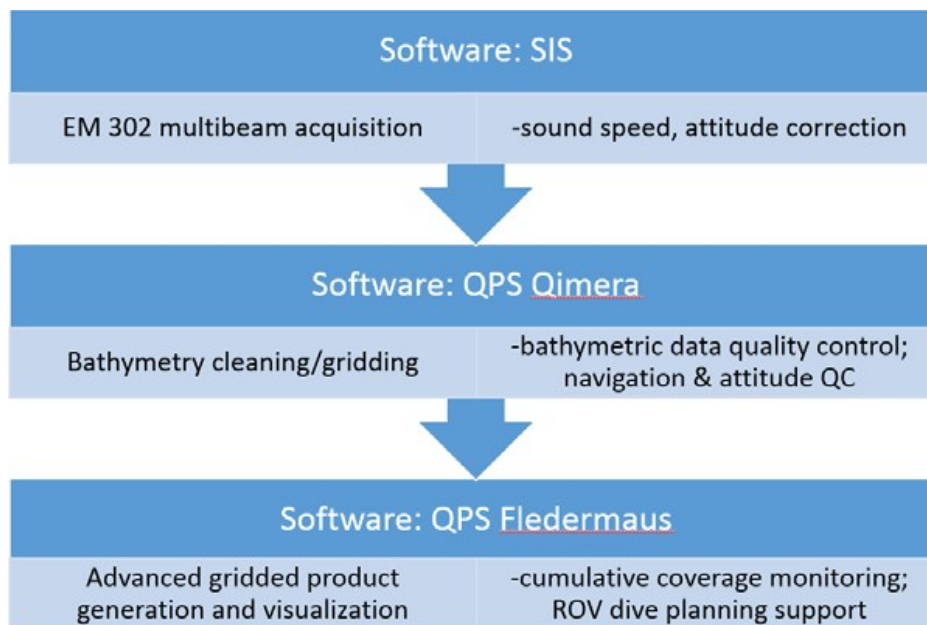 Software: SIS
EM 302 multibeam acquisition
-sound speed, attitude correction
Software: QPS Qimera
Bathymetry cleaning/gridding
-bathymetric data quality control;
navigation & attitude QC
Software: QPS Fledermaus
Advanced gridded product
generation and visualization
-cumulative coverage monitoring;
ROV dive planning support